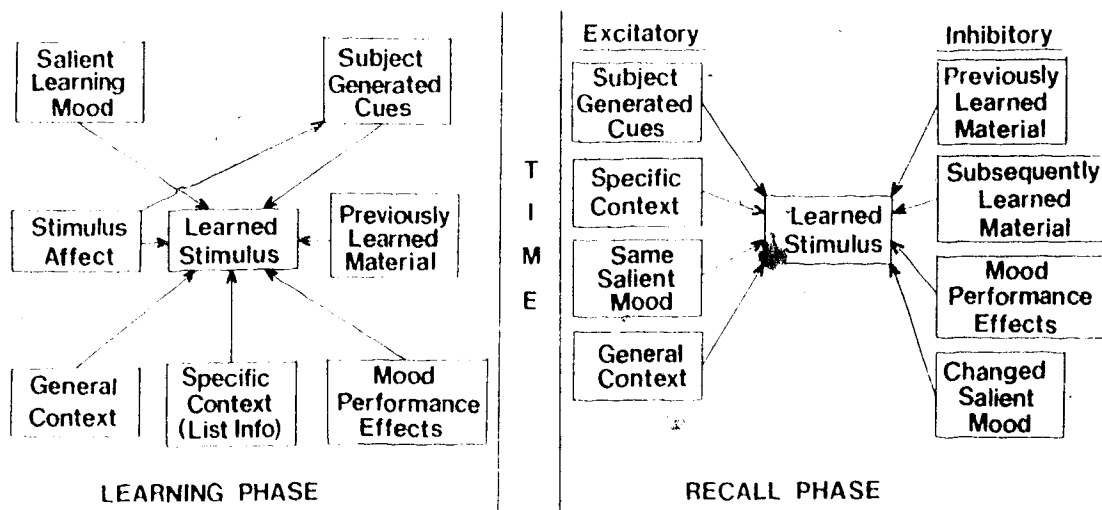 Salient
Learning
Mood
Subject
Generated
Cues
Stimulus
Affect
Learned
Stimulus
Previously
Learned
Material
General
Context
Specific
Context
(List Info)
Mood
Performance
Effects
LEARNING PHASE
T
I
M
E
Excitatory
Subject
Generated
Cues
Specific
Context
Same
Salient
Mood
General
Context
Learned
Stimulus
Inhibitory
Previously
Learned
Material
Subsequently
Learned
Material
Mood
Performance
Effects
Changed
Salient
Mood
RECALL PHASE